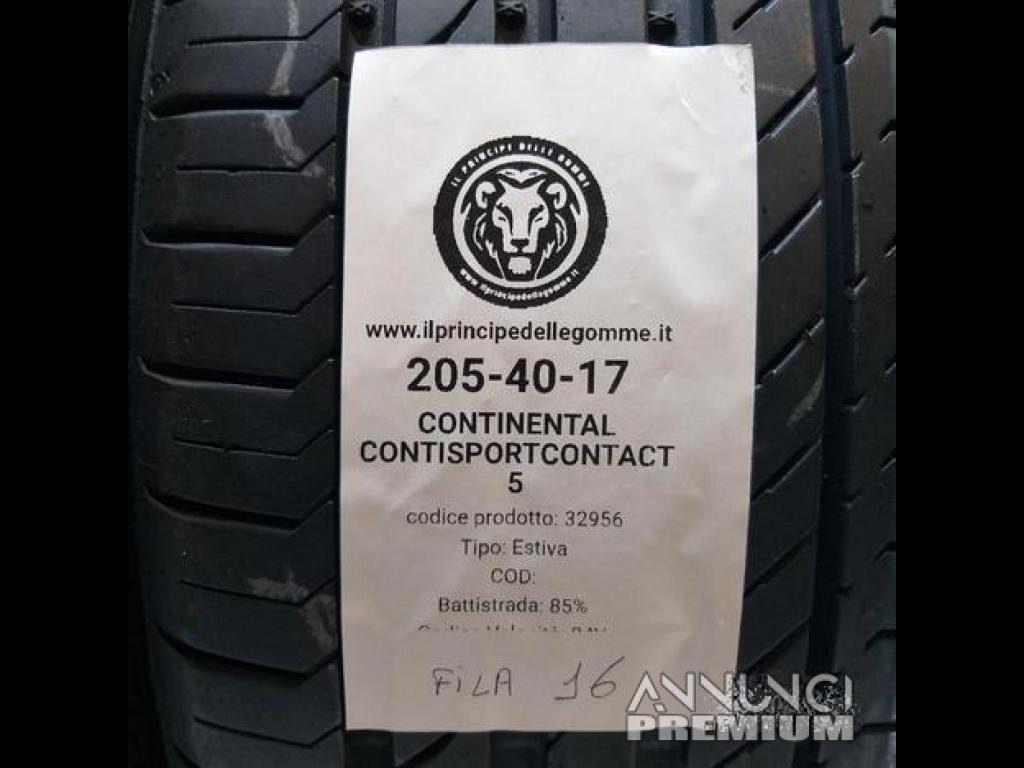 IL PRINCIPE DELLE GOMME
www.ilprincipedellegomme.it
www.ilprincipedellegomme.it
205-40-17
CONTINENTAL
CONTISPORTCONTACT
5
codice prodotto: 32956
Tipo: Estiva
COD:
Battistrada: 85%
FILA 16
ANNUNCI
PREMIUM